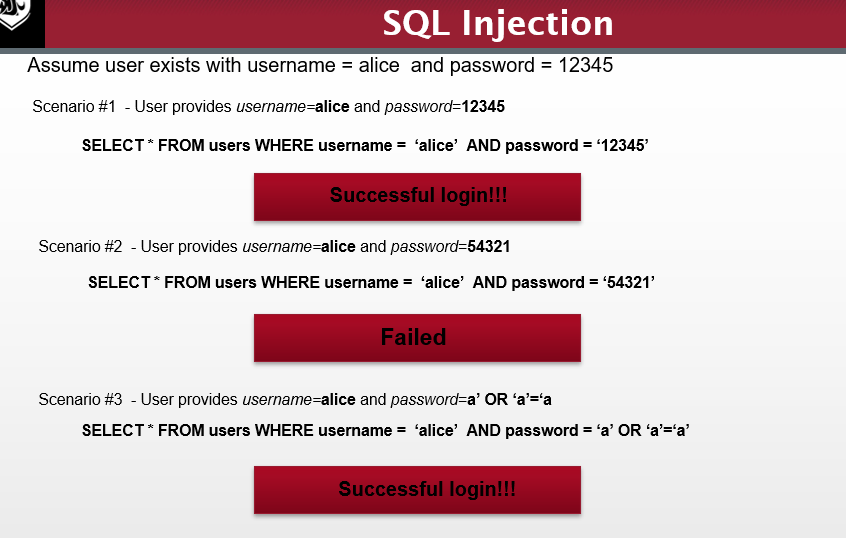 SQL Injection
Assume user exists with username = alice and password = 12345
Scenario #1 - User provides username=alice and password=12345
SELECT * FROM users WHERE username = ‘alice’ AND password = ‘12345’
Successful login!!!
Scenario #2 - User provides username=alice and password=54321
SELECT * FROM users WHERE username = ‘alice’ AND password = ‘54321’
Failed
Scenario #3 - User provides username=alice and password=a’ OR ‘a’=‘a
SELECT * FROM users WHERE username = ‘alice’ AND password = ‘a’ OR ‘a’=‘a’
Successful login!!!